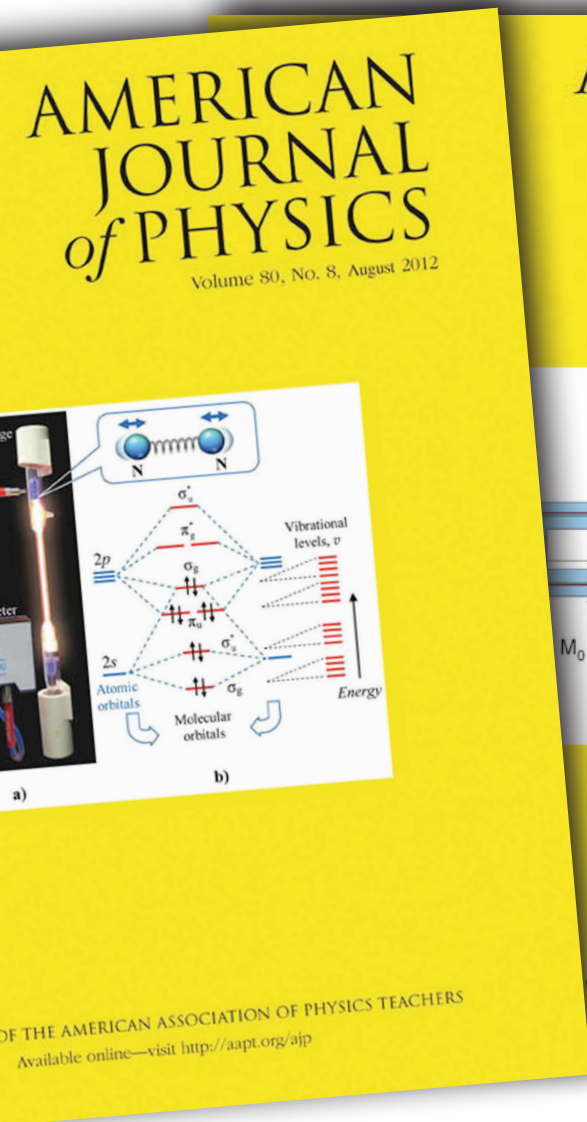 AMERICAN
JOURNAL
of PHYSICS
Volume 80, No. 8, August 2012
N N
σ*u
π*g
2p
σg
πu
σ*u
2s
σg
Atomic
orbitals
Molecular
orbitals
Vibrational
levels, v
Energy
a)
b)
M0
OF THE AMERICAN ASSOCIATION OF PHYSICS TEACHERS
Available online—visit http://aapt.org/ajp